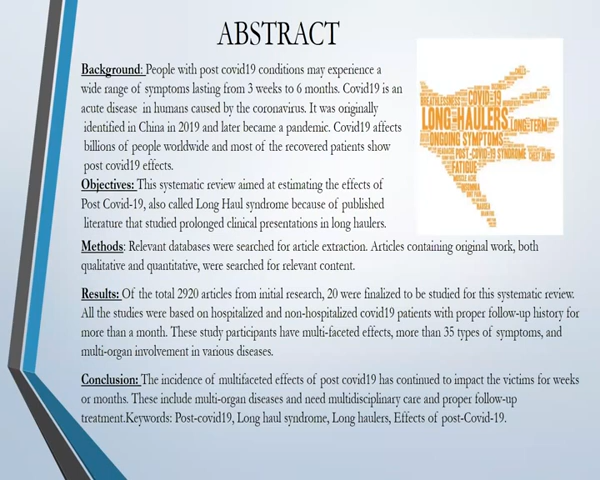 ABSTRACT
Background: People with post covid19 conditions may experience a
wide range of symptoms lasting from 3 weeks to 6 months. Covid19 is an
acute disease in humans caused by the coronavirus. It was originally
identified in China in 2019 and later became a pandemic. Covid19 affects
billions of people worldwide and most of the recovered patients show
post covid19 effects.
Objectives: This systematic review aimed at estimating the effects of
Post Covid-19, also called Long Haul syndrome because of published
literature that studied prolonged clinical presentations in long haulers.
BREATHLESSNESS COVID-19
LONG-HAULERS LONG-TERM
ONGOING SYMPTOMS
POST-COVID-19 SYNDROME
FATIGUE
Methods: Relevant databases were searched for article extraction. Articles containing original work, both
qualitative and quantitative, were searched for relevant content.
Results: Of the total 2920 articles from initial research, 20 were finalized to be studied for this systematic review.
All the studies were based on hospitalized and non-hospitalized covid19 patients with proper follow-up history for
more than a month. These study participants have multi-faceted effects, more than 35 types of symptoms, and
multi-organ involvement in various diseases.
Conclusion: The incidence of multifaceted effects of post covid19 has continued to impact the victims for weeks
or months. These include multi-organ diseases and need multidisciplinary care and proper follow-up
treatment.Keywords: Post-covid19, Long haul syndrome, Long haulers, Effects of post-Covid-19.